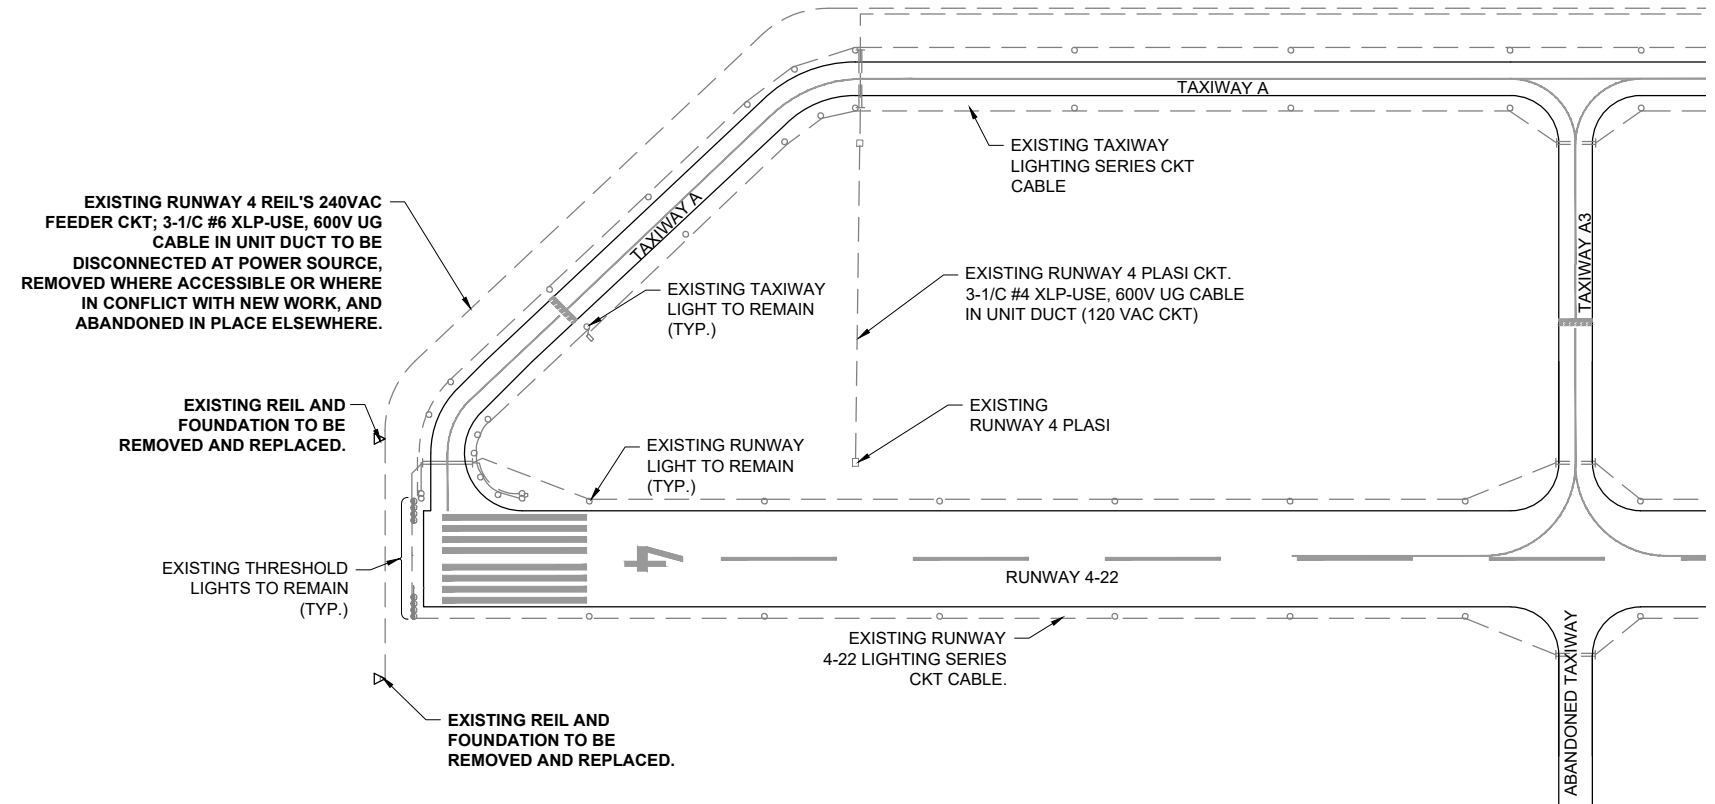 TAXIWAY A
EXISTING TAXIWAY
LIGHTING SERIES CKT
CABLE
EXISTING RUNWAY 4 REIL'S 240VAC
FEEDER CKT; 3-1/C #6 XLP-USE, 600V UG
CABLE IN UNIT DUCT TO BE
DISCONNECTED AT POWER SOURCE,
REMOVED WHERE ACCESSIBLE OR WHERE
IN CONFLICT WITH NEW WORK, AND
ABANDONED IN PLACE ELSEWHERE.
TAXIWAY A
TAXIWAY A3
EXISTING TAXIWAY
LIGHT TO REMAIN
(TYP.)
EXISTING RUNWAY 4 PLASI CKT.
3-1/C #4 XLP-USE, 600V UG CABLE
IN UNIT DUCT (120 VAC CKT)
EXISTING REIL AND
FOUNDATION TO BE
REMOVED AND REPLACED.
EXISTING
RUNWAY 4 PLASI
EXISTING RUNWAY
LIGHT TO REMAIN
(TYP.)
EXISTING THRESHOLD
LIGHTS TO REMAIN
(TYP.)
4
RUNWAY 4-22
EXISTING RUNWAY
4-22 LIGHTING SERIES
CKT CABLE.
ABANDONED TAXIWAY
EXISTING REIL AND
FOUNDATION TO BE
REMOVED AND REPLACED.